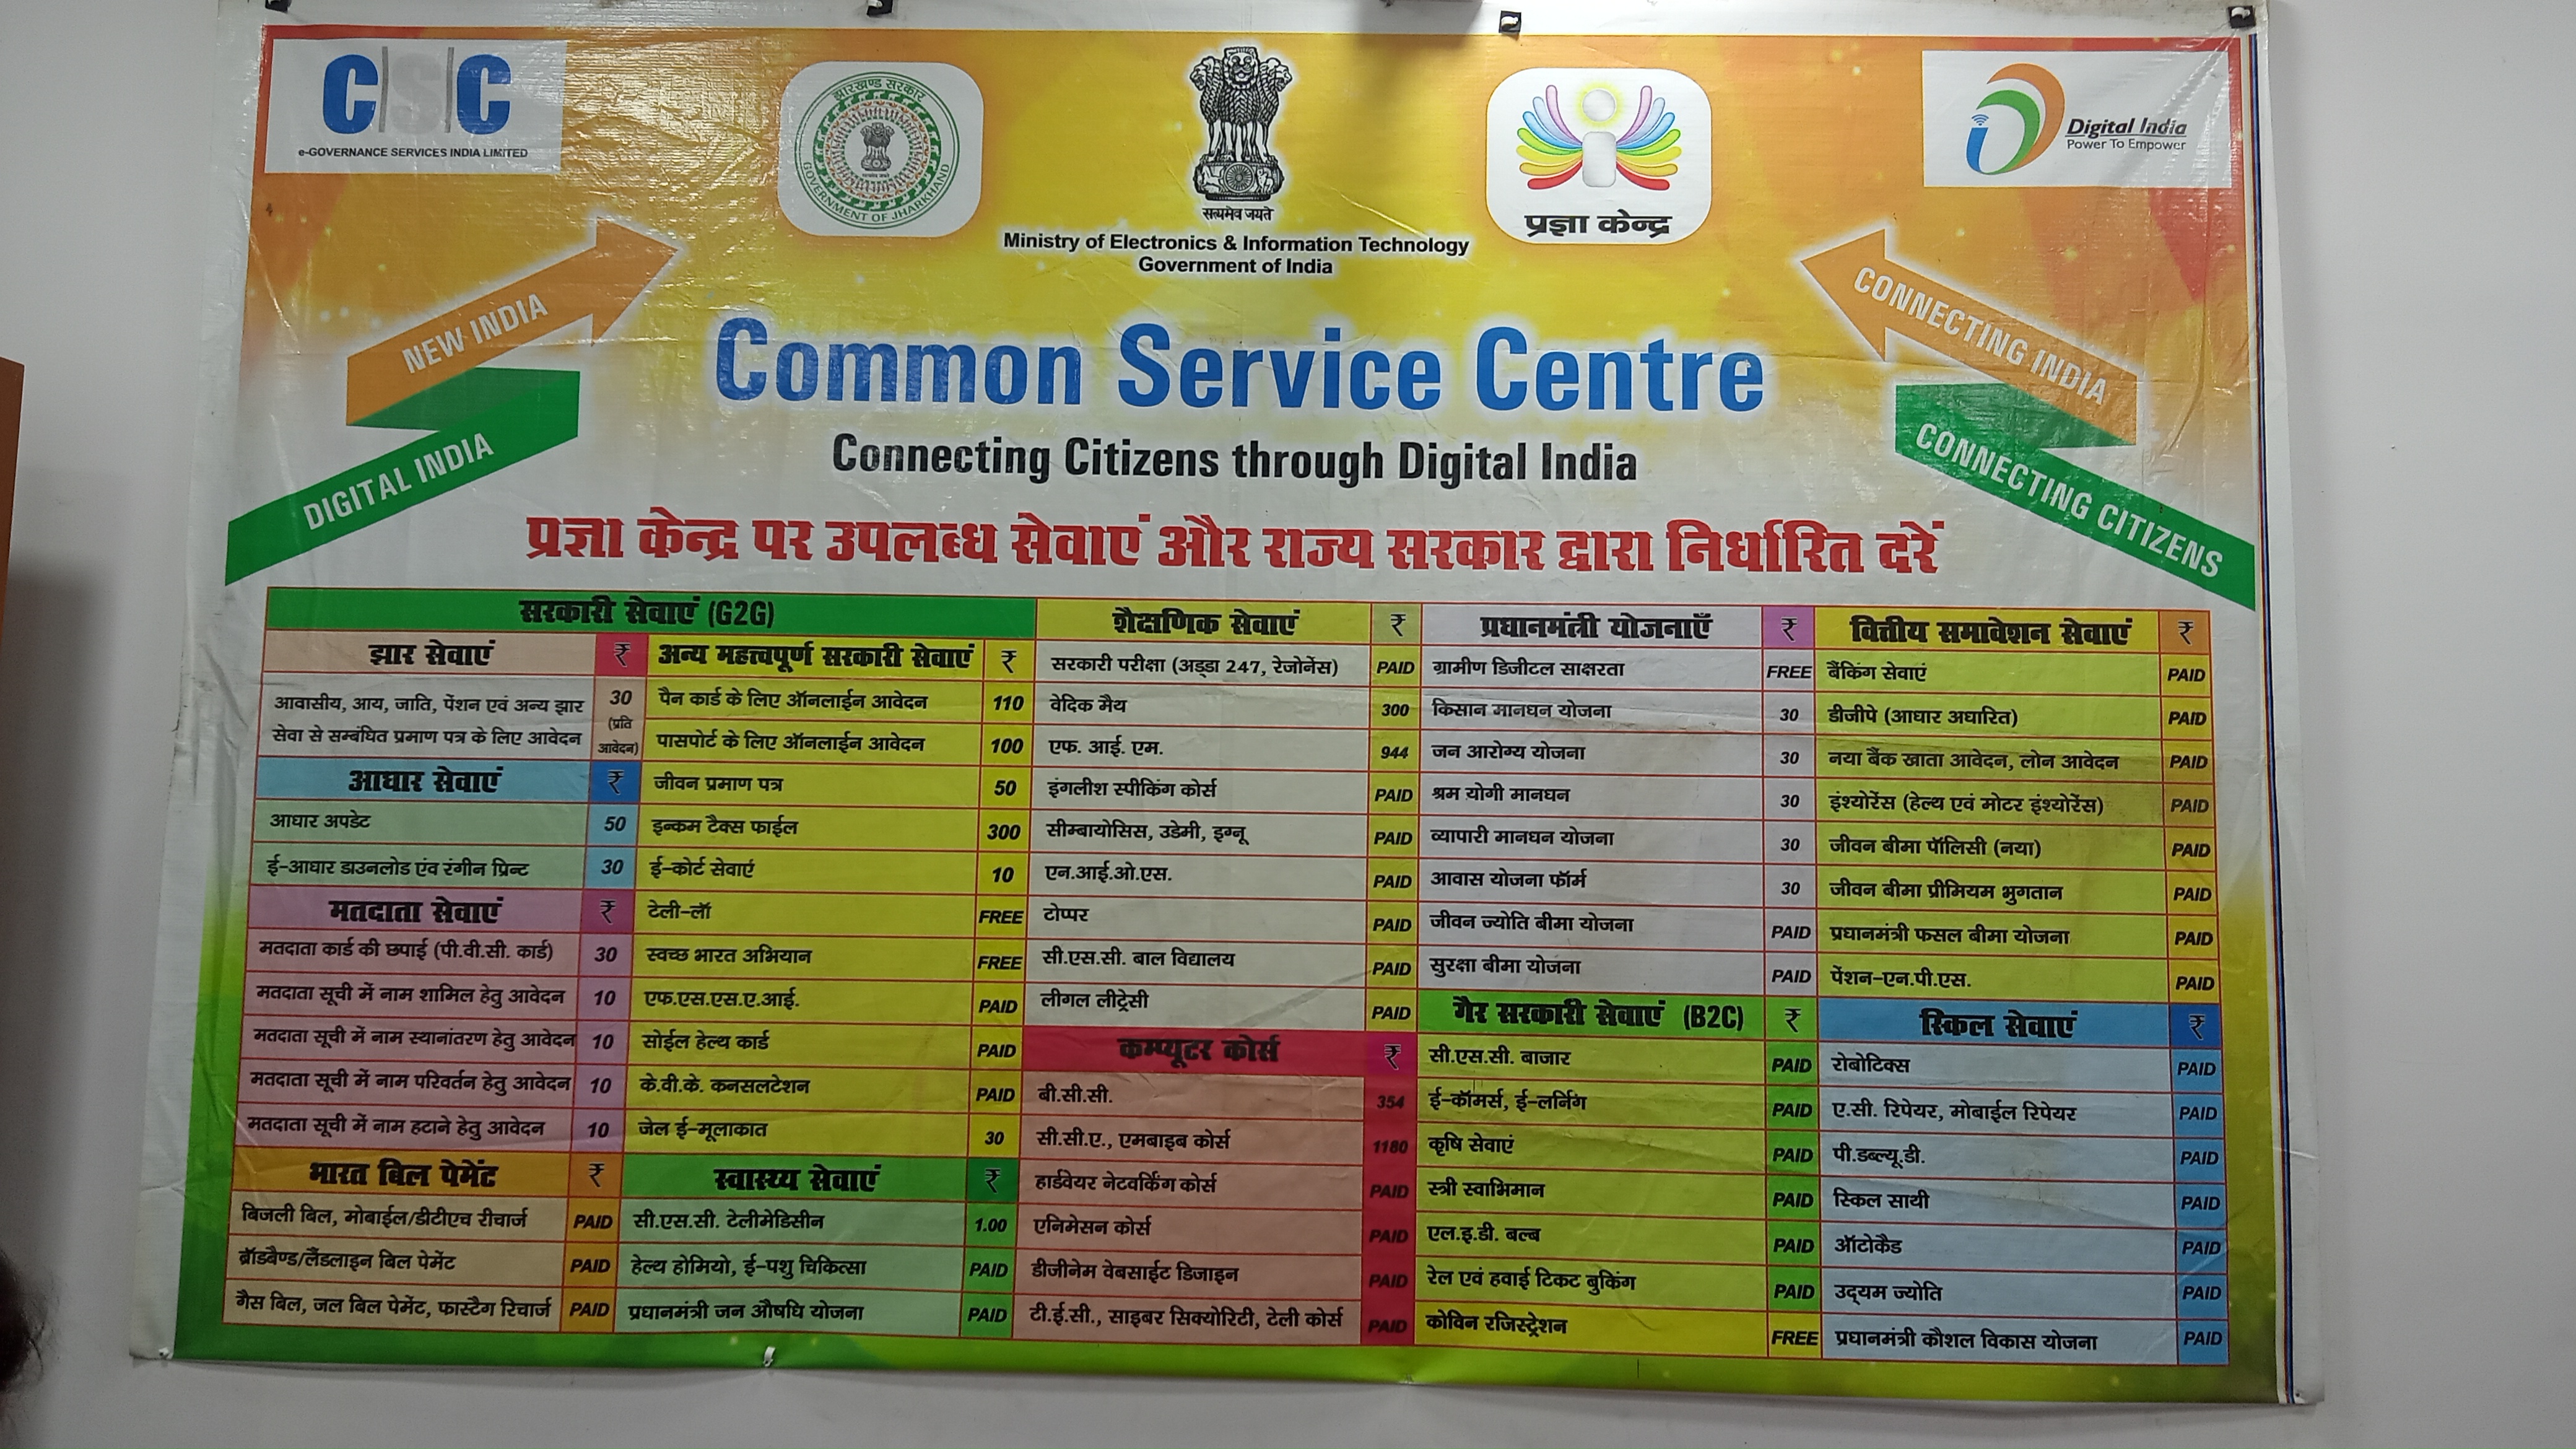 CSC
e-GOVERNANCE SERVICES INDIA LIMITED
झारखण्ड सरकार
GOVERNMENT OF JHARKHAND
सत्यमेव जयते
Ministry of Electronics & Information Technology
Government of India
प्रज्ञा केन्द्र
Digital India
Power To Empower
NEW INDIA
DIGITAL INDIA
CONNECTING INDIA
CONNECTING CITIZENS
Common Service Centre
Connecting Citizens through Digital India
प्रज्ञा केन्द्र पर उपलब्ध सेवाएं और राज्य सरकार द्वारा निर्धारित दरें
सरकारी सेवाएं (G2G)
झार सेवाएं ₹
आवासीय, आय, जाति, पेंशन एवं अन्य झार
सेवा से सम्बंधित प्रमाण पत्र के लिए आवेदन
30
(प्रति
आवेदन)
आधार सेवाएं ₹
आधार अपडेट 50
ई-आधार डाउनलोड एंव रंगीन प्रिन्ट 30
मतदाता सेवाएं ₹
मतदाता कार्ड की छपाई (पी.वी.सी. कार्ड) 30
मतदाता सूची में नाम शामिल हेतु आवेदन 10
मतदाता सूची में नाम स्थानांतरण हेतु आवेदन 10
मतदाता सूची में नाम परिवर्तन हेतु आवेदन 10
मतदाता सूची में नाम हटाने हेतु आवेदन 10
भारत बिल पेमेंट ₹
बिजली बिल, मोबाईल/डीटीएच रीचार्ज PAID
ब्रॉडबैण्ड/लैंडलाइन बिल पेमेंट PAID
गैस बिल, जल बिल पेमेंट, फास्टैग रिचार्ज PAID
अन्य महत्त्वपूर्ण सरकारी सेवाएं ₹
पैन कार्ड के लिए ऑनलाईन आवेदन 110
पासपोर्ट के लिए ऑनलाईन आवेदन 100
जीवन प्रमाण पत्र 50
इन्कम टैक्स फाईल 300
ई-कोर्ट सेवाएं 10
टेली-लॉ FREE
स्वच्छ भारत अभियान FREE
एफ.एस.एस.ए.आई. PAID
सोईल हेल्थ कार्ड PAID
के.वी.के. कनसलटेशन PAID
जेल ई-मूलाकात 30
स्वास्थ्य सेवाएं ₹
सी.एस.सी. टेलीमेडिसीन 1.00
हेल्थ होमियो, ई-पशु चिकित्सा PAID
प्रधानमंत्री जन औषधि योजना PAID
शैक्षणिक सेवाएं ₹
सरकारी परीक्षा (अड्डा 247, रेजोनेंस) PAID
वेदिक मैथ 300
एफ. आई. एम. 944
इंगलीश स्पीकिंग कोर्स PAID
सीम्बायोसिस, उडेमी, इग्नू PAID
एन.आई.ओ.एस. PAID
टोप्पर PAID
सी.एस.सी. बाल विद्यालय PAID
लीगल लीट्रेसी PAID
कम्प्यूटर कोर्स ₹
बी.सी.सी. 354
सी.सी.ए., एमबाइब कोर्स 1180
हार्डवेयर नेटवर्किंग कोर्स PAID
एनिमेसन कोर्स PAID
डीजीनेम वेबसाईट डिजाइन PAID
टी.ई.सी., साइबर सिक्योरिटी, टेली कोर्स PAID
प्रधानमंत्री योजनाएँ ₹
ग्रामीण डिजीटल साक्षरता FREE
किसान मानधन योजना 30
जन आरोग्य योजना 30
श्रम योगी मानधन 30
व्यापारी मानधन योजना 30
आवास योजना फॉर्म 30
जीवन ज्योति बीमा योजना PAID
सुरक्षा बीमा योजना PAID
गैर सरकारी सेवाएं (B2C) ₹
सी.एस.सी. बाजार PAID
ई-कॉमर्स, ई-लर्निग PAID
कृषि सेवाएं PAID
स्त्री स्वाभिमान PAID
एल.इ.डी. बल्ब PAID
रेल एवं हवाई टिकट बुकिंग PAID
कोविन रजिस्ट्रेशन FREE
वित्तीय समावेशन सेवाएं ₹
बैंकिंग सेवाएं PAID
डीजीपे (आधार अधारित) PAID
नया बैंक खाता आवेदन, लोन आवेदन PAID
इंश्योरेंस (हेल्थ एवं मोटर इंश्योरेंस) PAID
जीवन बीमा पॉलिसी (नया) PAID
जीवन बीमा प्रीमियम भुगतान PAID
प्रधानमंत्री फसल बीमा योजना PAID
पेंशन-एन.पी.एस. PAID
स्किल सेवाएं ₹
रोबोटिक्स PAID
ए.सी. रिपेयर, मोबाईल रिपेयर PAID
पी.डब्ल्यू.डी. PAID
स्किल साथी PAID
ऑटोकैड PAID
उद्यम ज्योति PAID
प्रधानमंत्री कौशल विकास योजना PAID